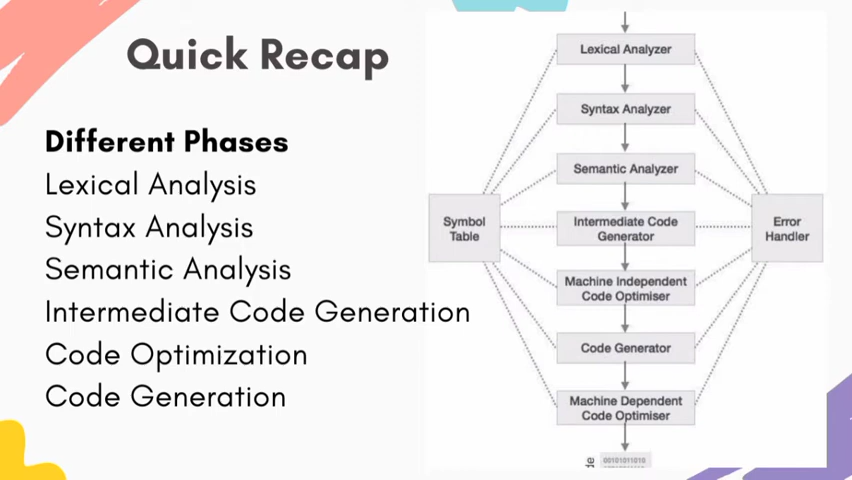 Quick Recap
Different Phases
Lexical Analysis
Syntax Analysis
Semantic Analysis
Intermediate Code Generation
Code Optimization
Code Generation
Lexical Analyzer
Syntax Analyzer
Semantic Analyzer
Symbol
Table
Intermediate Code
Generator
Error
Handler
Machine Independent
Code Optimiser
Code Generator
Machine Dependent
Code Optimiser
00101011010